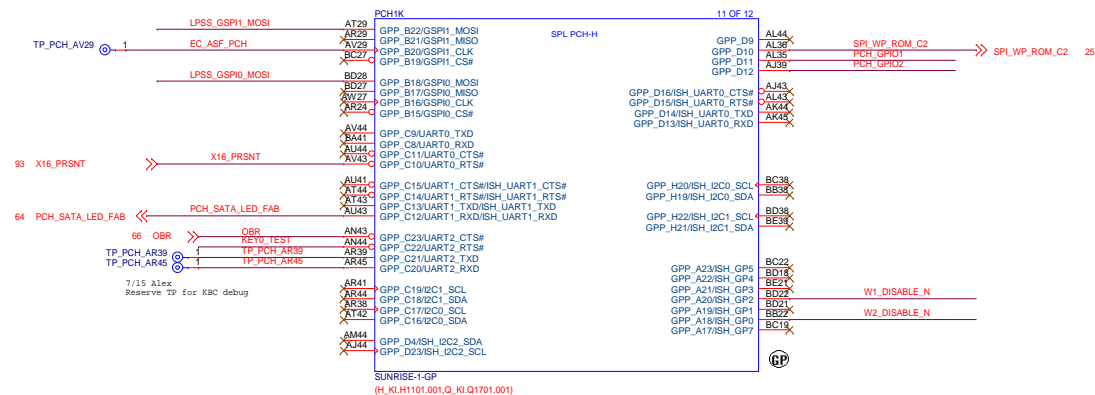 PCH1K 11 OF 12
SPL PCH-H
LPSS_GSPI1_MOSI AT29 GPP_B22/GSPI1_MOSI
AR29 GPP_B21/GSPI1_MISO
TP_PCH_AV29 1 EC_ASF_PCH AV29 GPP_B20/GSPI1_CLK
BC27 GPP_B19/GSPI1_CS#
LPSS_GSPI0_MOSI BD28 GPP_B18/GSPI0_MOSI
BD27 GPP_B17/GSPI0_MISO
AW27 GPP_B16/GSPI0_CLK
AR24 GPP_B15/GSPI0_CS#
AV44 GPP_C9/UART0_TXD
BA41 GPP_C8/UART0_RXD
AU44 GPP_C11/UART0_CTS#
93 X16_PRSNT X16_PRSNT AV43 GPP_C10/UART0_RTS#
AU41 GPP_C15/UART1_CTS#/ISH_UART1_CTS#
AT44 GPP_C14/UART1_RTS#/ISH_UART1_RTS#
AT43 GPP_C13/UART1_TXD/ISH_UART1_TXD
64 PCH_SATA_LED_FAB PCH_SATA_LED_FAB AU43 GPP_C12/UART1_RXD/ISH_UART1_RXD
66 OBR OBR AN43 GPP_C23/UART2_CTS#
KEY0_TEST AN44 GPP_C22/UART2_RTS#
TP_PCH_AR39 1 TP_PCH_AR39 AR39 GPP_C21/UART2_TXD
TP_PCH_AR45 1 TP_PCH_AR45 AR45 GPP_C20/UART2_RXD
7/15 Alex
Reserve TP for KBC debug
AR41 GPP_C19/I2C1_SCL
AR44 GPP_C18/I2C1_SDA
AR38 GPP_C17/I2C0_SCL
AT42 GPP_C16/I2C0_SDA
AM44 GPP_D4/ISH_I2C2_SDA
AJ44 GPP_D23/ISH_I2C2_SCL
GPP_D9 AL44
GPP_D10 AL36 SPI_WP_ROM_C2 SPI_WP_ROM_C2 25
GPP_D11 AL35 PCH_GPIO1
GPP_D12 AJ39 PCH_GPIO2
GPP_D16/ISH_UART0_CTS# AJ43
GPP_D15/ISH_UART0_RTS# AL43
GPP_D14/ISH_UART0_TXD AK44
GPP_D13/ISH_UART0_RXD AK45
GPP_H20/ISH_I2C0_SCL BC38
GPP_H19/ISH_I2C0_SDA BB38
GPP_H22/ISH_I2C1_SCL BD38
GPP_H21/ISH_I2C1_SDA BE39
GPP_A23/ISH_GP5 BC22
GPP_A22/ISH_GP4 BD18
GPP_A21/ISH_GP3 BE21
GPP_A20/ISH_GP2 BD22 W1_DISABLE_N
GPP_A19/ISH_GP1 BD21
GPP_A18/ISH_GP0 BB22 W2_DISABLE_N
GPP_A17/ISH_GP7 BC19
GP
SUNRISE-1-GP
(H_KI.H1101.001,Q_KI.Q1701.001)